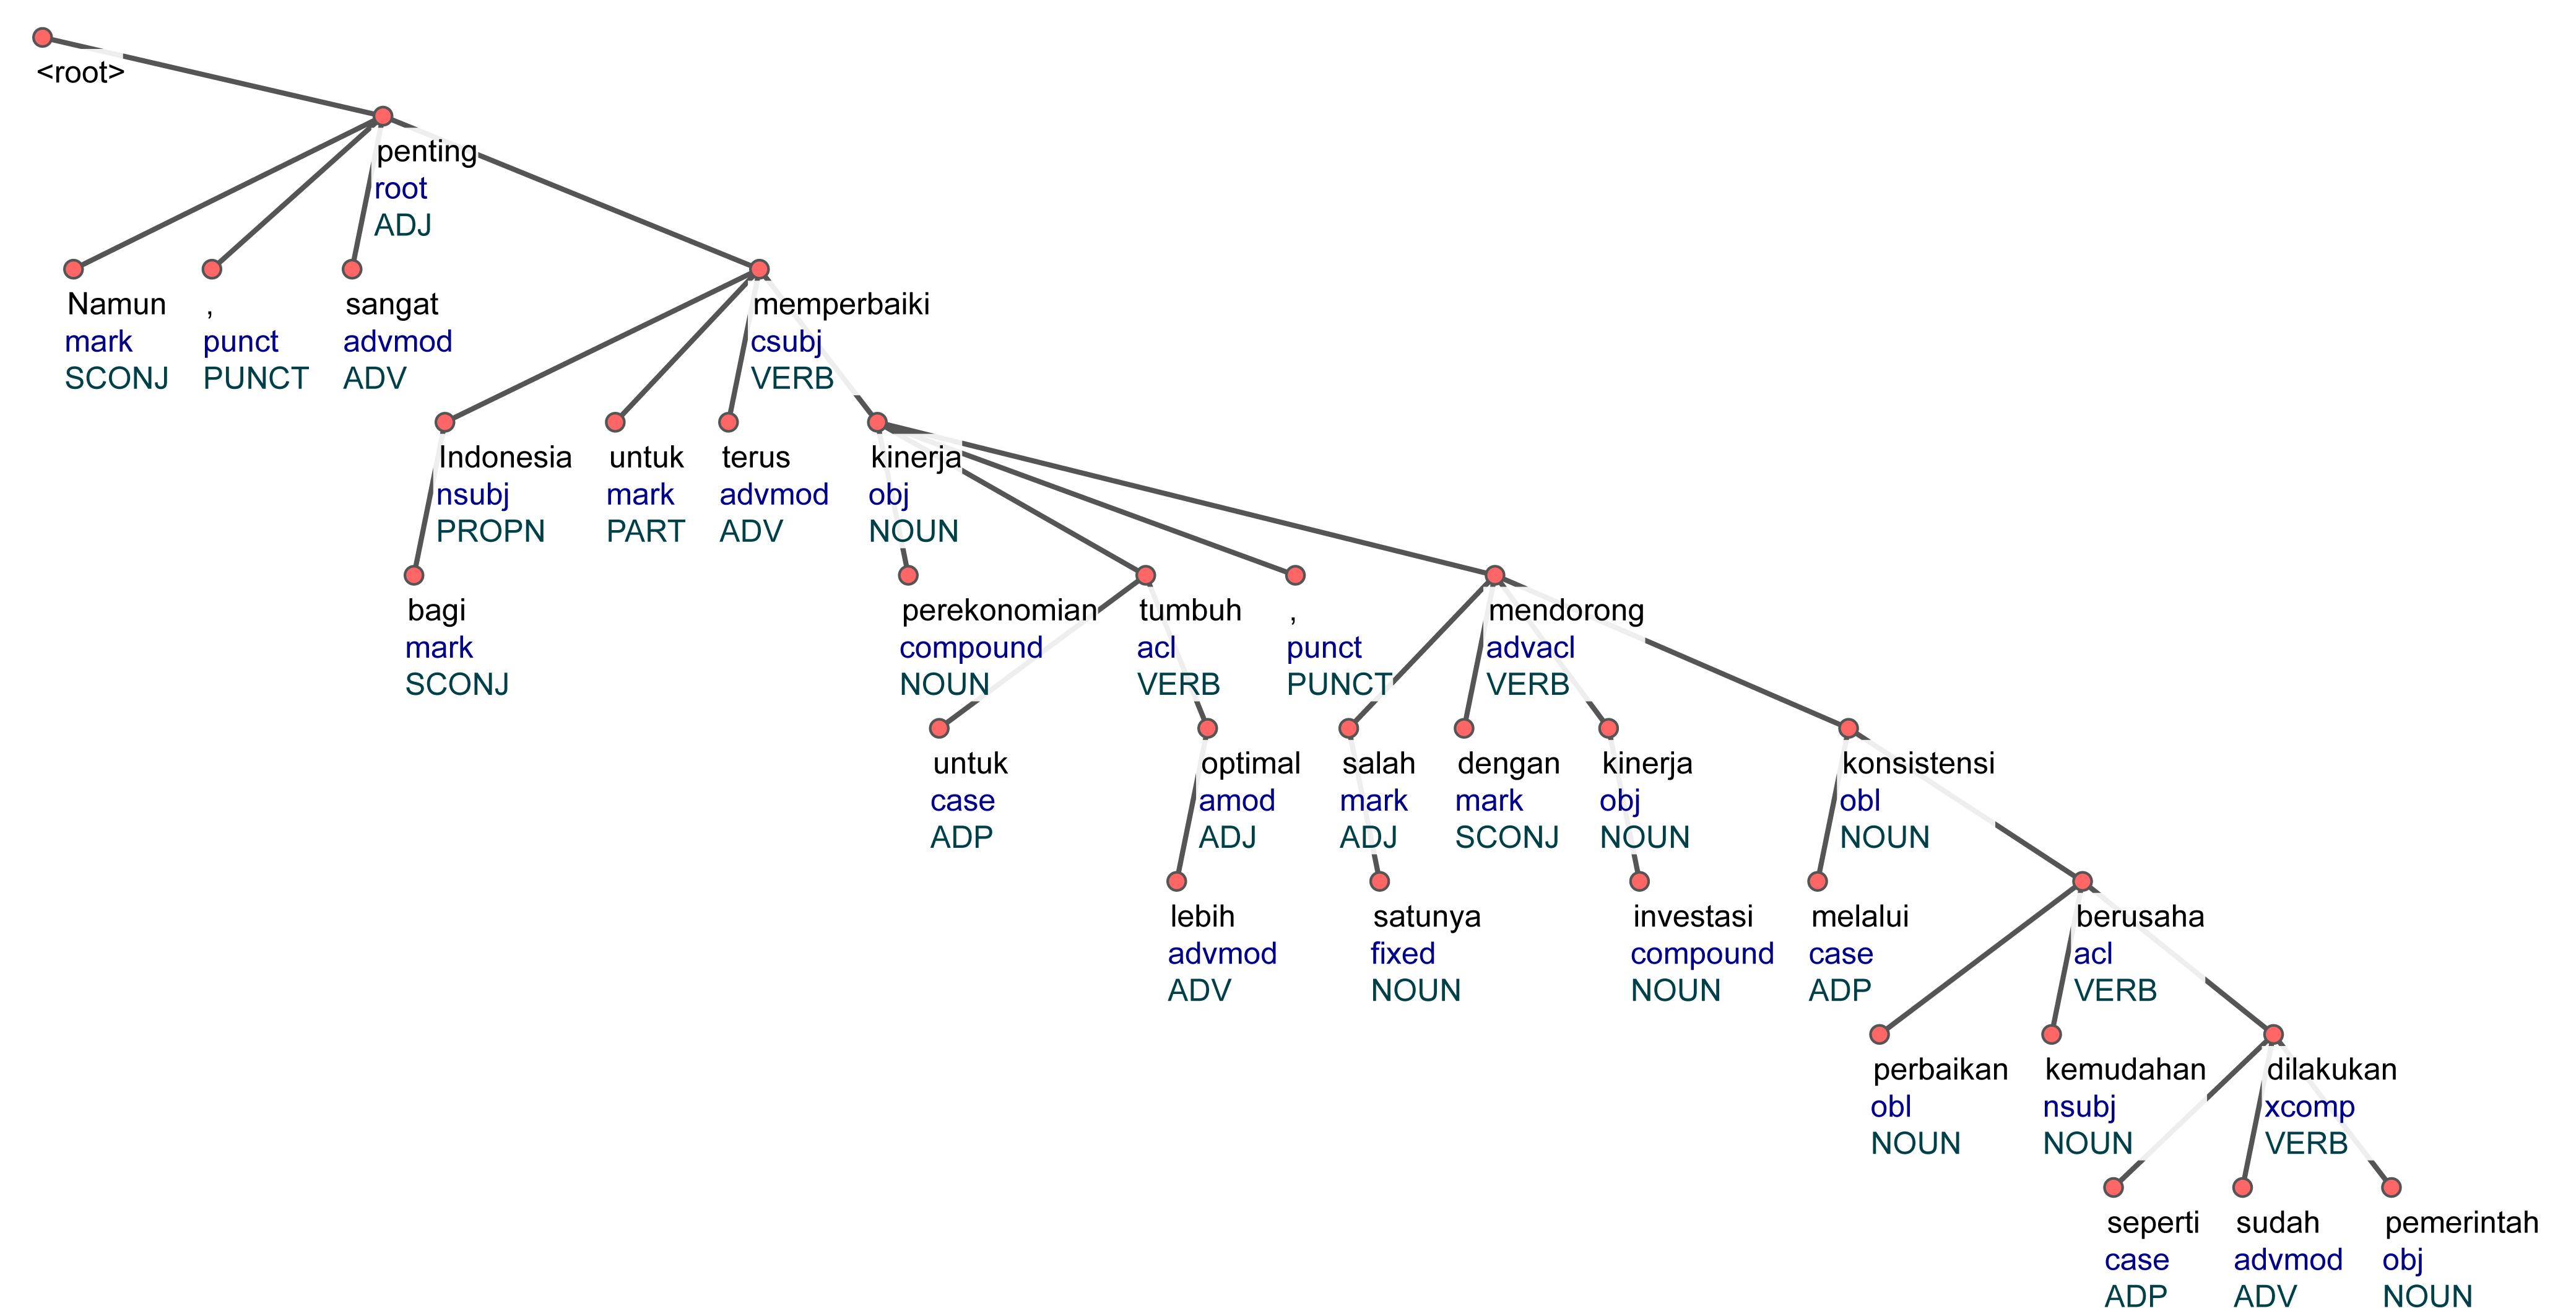 <root>
penting
root
ADJ
Namun , sangat memperbaiki
mark punct advmod csubj
SCONJ PUNCT ADV VERB
Indonesia untuk terus kinerja
nsubj mark advmod obj
PROPN PART ADV NOUN
bagi perekonomian tumbuh , mendorong
mark compound acl punct advacl
SCONJ NOUN VERB PUNCT VERB
untuk optimal salah dengan kinerja konsistensi
case amod mark mark obj obl
ADP ADJ ADJ SCONJ NOUN NOUN
lebih satunya investasi melalui berusaha
advmod fixed compound case acl
ADV NOUN NOUN ADP VERB
perbaikan kemudahan dilakukan
obl nsubj xcomp
NOUN NOUN VERB
seperti sudah pemerintah
case advmod obj
ADP ADV NOUN